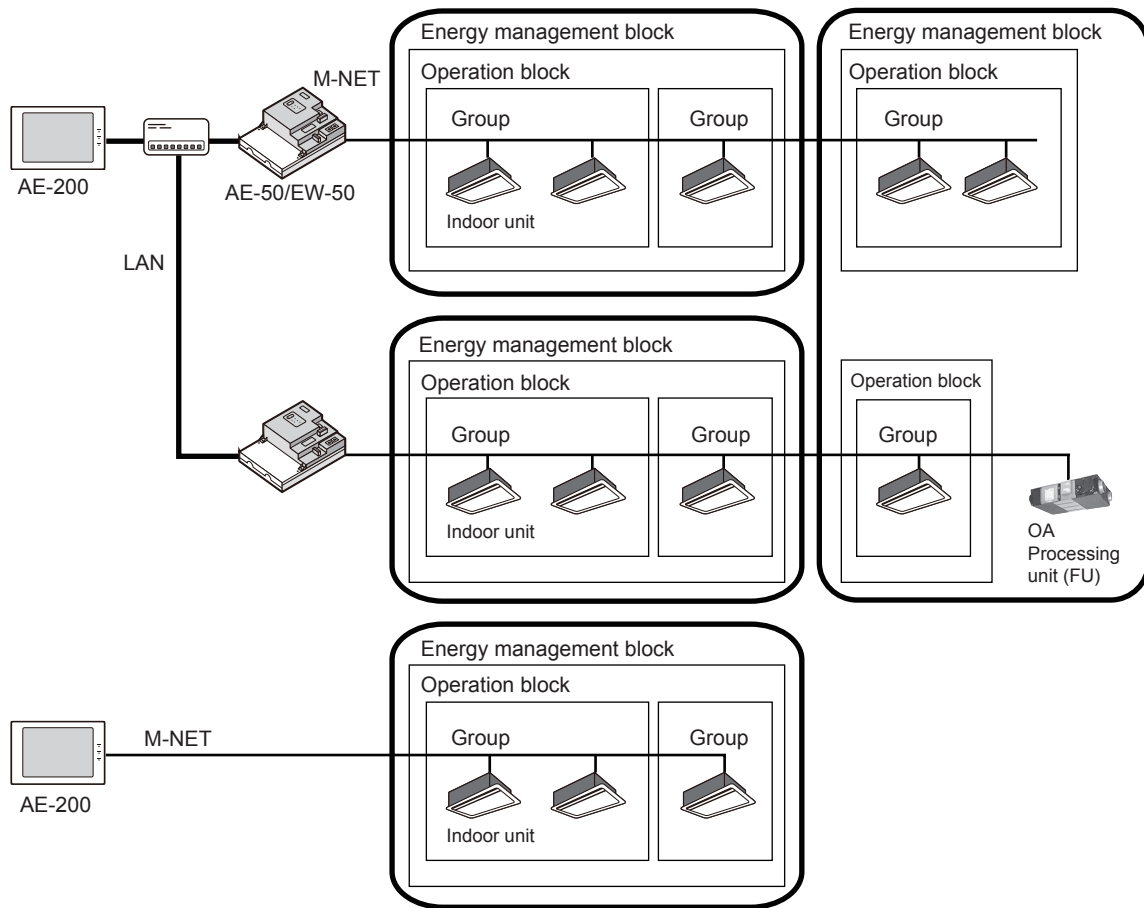 Energy management block
Operation block
Group
Group
Indoor unit
Energy management block
Operation block
Group
M-NET
AE-200
AE-50/EW-50
LAN
Energy management block
Operation block
Group
Group
Indoor unit
Operation block
Group
OA
Processing
unit (FU)
Energy management block
Operation block
Group
Group
Indoor unit
M-NET
AE-200